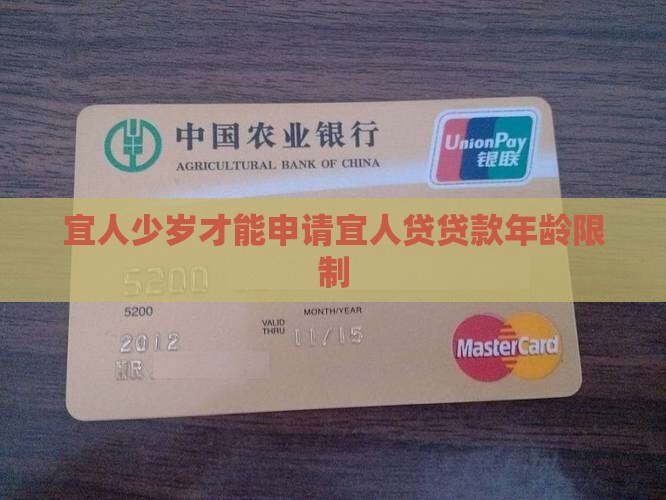 中国农业银行
AGRICULTURAL BANK OF CHINA
UnionPay
银联
宜人少岁才能申请宜人贷贷款年龄限
制
5200
5200
MONTH/YEAR
VALID
THRU
11/15
2012
MR.
MasterCard